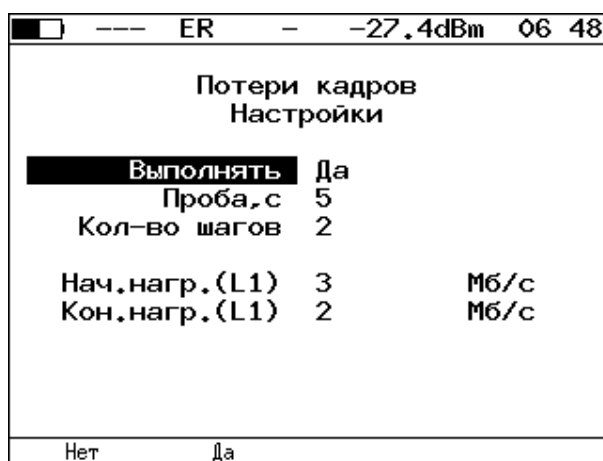 --- ER - -27.4dBm 06 48
Потери кадров
Настройки
Выполнять Да
Проба,с 5
Кол-во шагов 2
Нач.нагр.(L1) 3 Мб/с
Кон.нагр.(L1) 2 Мб/с
Нет Да